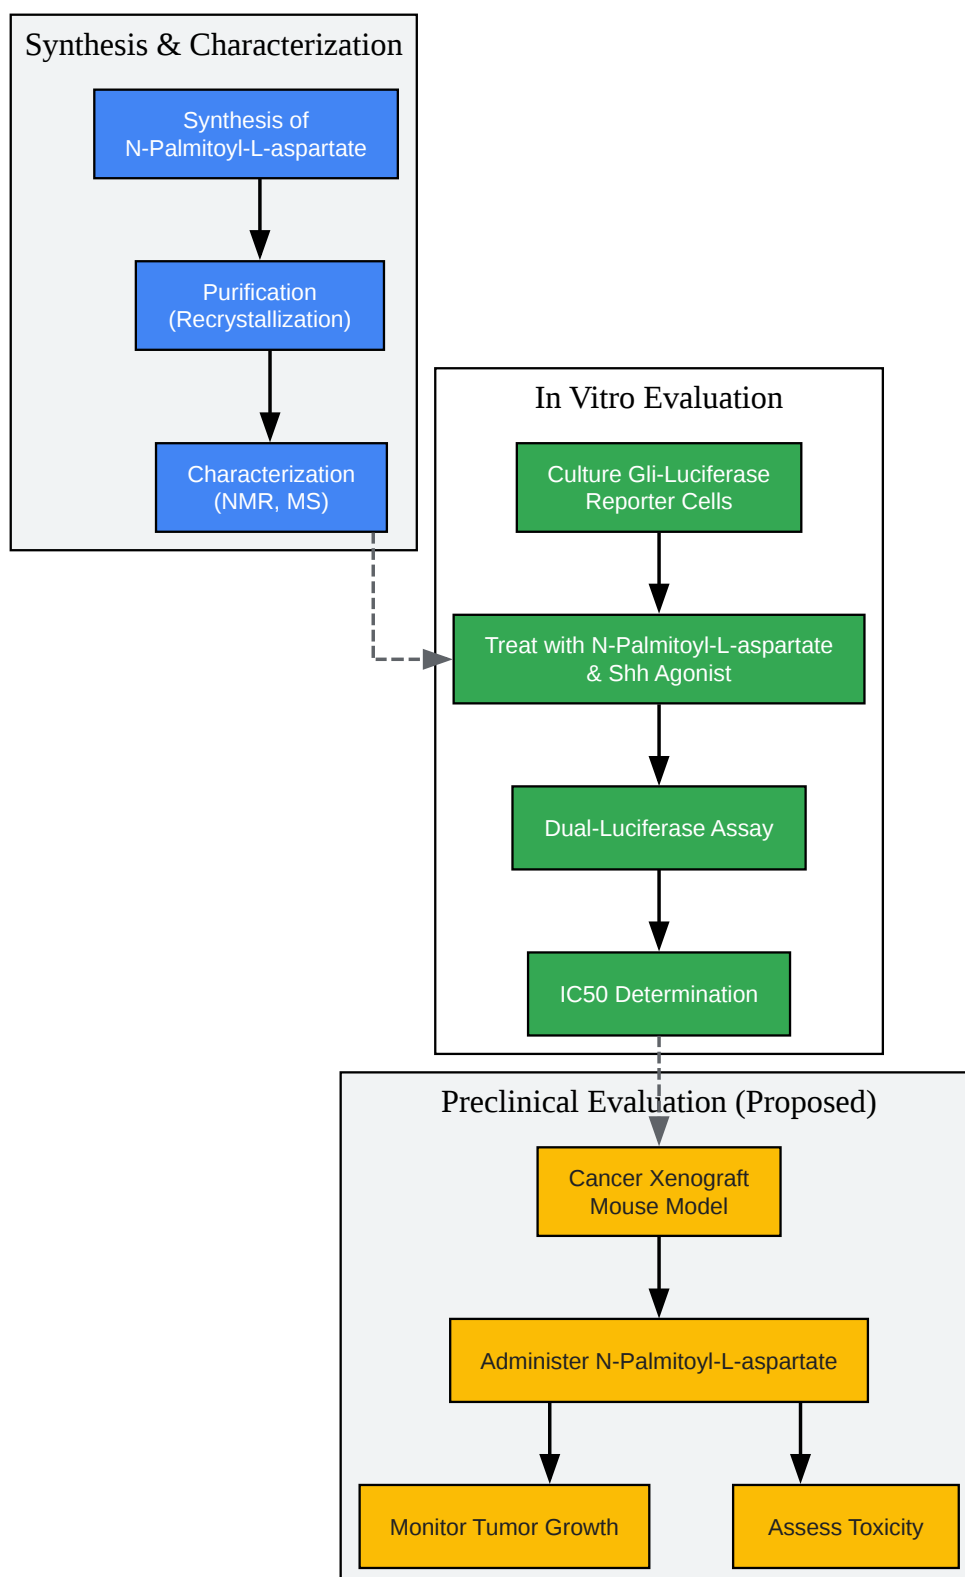 Synthesis & Characterization
Synthesis of
N-Palmitoyl-L-aspartate
Purification
(Recrystallization)
Characterization
(NMR, MS)
In Vitro Evaluation
Culture Gli-Luciferase
Reporter Cells
Treat with N-Palmitoyl-L-aspartate
& Shh Agonist
Dual-Luciferase Assay
IC50 Determination
Preclinical Evaluation (Proposed)
Cancer Xenograft
Mouse Model
Administer N-Palmitoyl-L-aspartate
Monitor Tumor Growth
Assess Toxicity